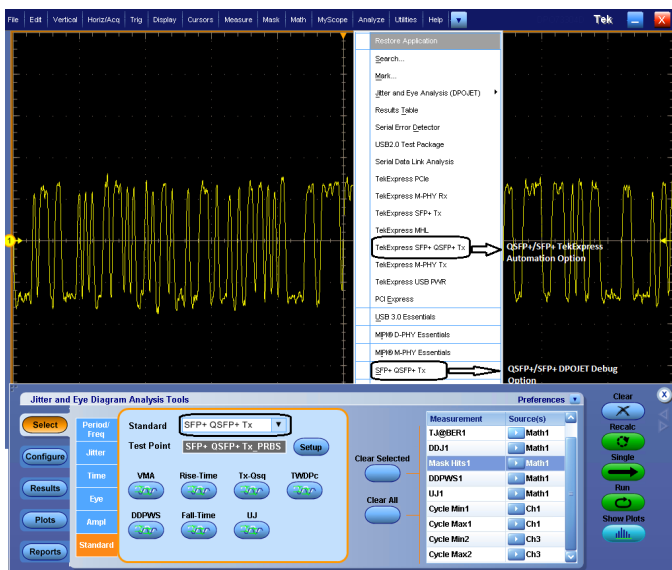 File Edit Vertical Horiz/Acq Trig Display Cursors Measure Mask Math MyScope Analyze Utilities Help Tek X
Restore Application
Search...
Mark...
Jitter and Eye Analysis (DPOJET)
Results Table
Serial Error Detector
USB2.0 Test Package
Serial Data Link Analysis
TekExpress PCIe
TekExpress M-PHY Rx
TekExpress SFP+ Tx
TekExpress MHL
TekExpress SFP+ QSFP+ Tx
TekExpress M-PHY Tx
TekExpress USB PWR
PCI Express
USB 3.0 Essentials
MIPI® D-PHY Essentials
MIPI® M-PHY Essentials
SFP+ QSFP+ Tx
QSFP+/SFP+ TekExpress
Automation Option
QSFP+/SFP+ DPOJET Debug
Option
1
Jitter and Eye Diagram Analysis Tools
Preferences
Clear
X
Select
Configure
Results
Plots
Reports
Period/
Freq
Jitter
Time
Eye
Ampl
Standard
Standard SFP+ QSFP+ Tx
Test Point SFP+ QSFP+ Tx_PRBS Setup
VMA Rise-Time Tx-Qsq TWDPc
DDPWS Fall-Time UJ
Clear Selected
Clear All
Measurement Source(s)
TJ@BER1 Math1
DDJ1 Math1
Mask Hits1 Math1
DDPWS1 Math1
UJ1 Math1
Cycle Min1 Ch1
Cycle Max1 Ch1
Cycle Min2 Ch3
Cycle Max2 Ch3
Recalc
Single
Run
Show Plots